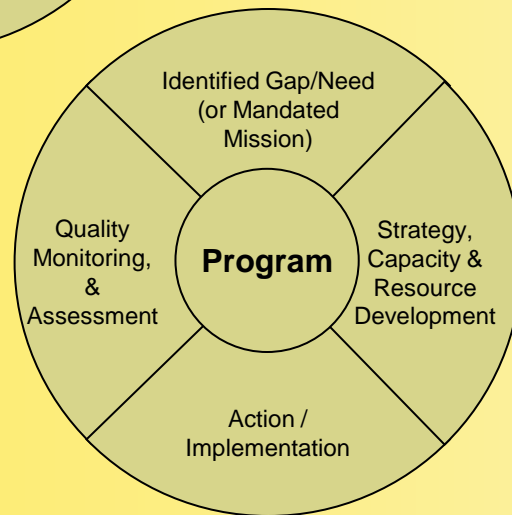 Identified Gap/Need
(or Mandated
Mission)
Quality
Monitoring,
&
Assessment
Program
Strategy,
Capacity &
Resource
Development
Action /
Implementation